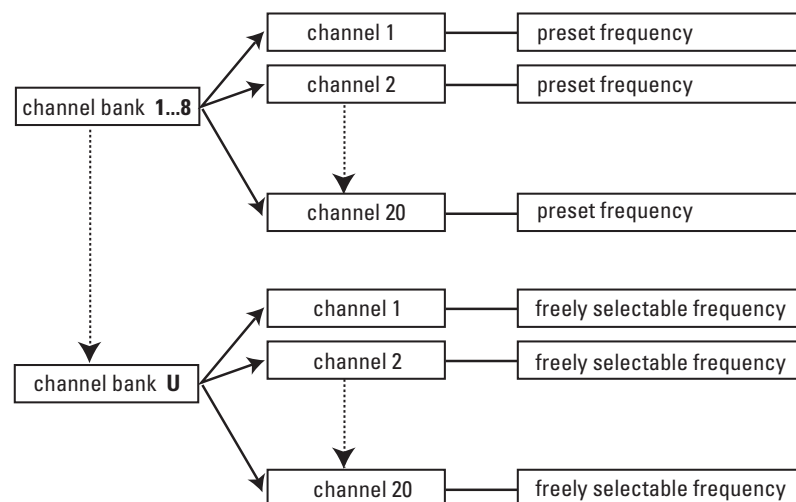 channel 1 preset frequency
channel 2 preset frequency
channel bank 1...8
channel 20 preset frequency
channel 1 freely selectable frequency
channel 2 freely selectable frequency
channel bank U
channel 20 freely selectable frequency